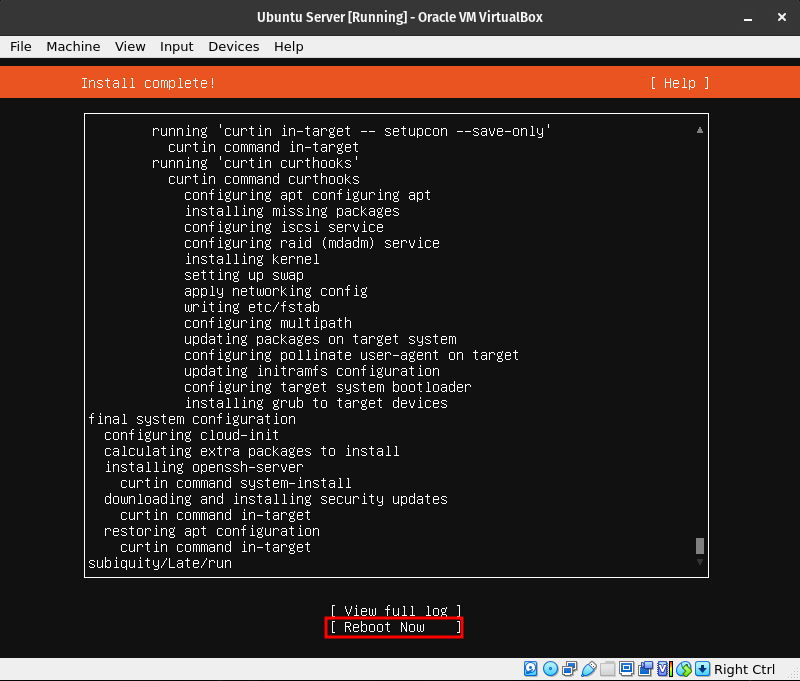 Ubuntu Server [Running] - Oracle VM VirtualBox
File Machine View Input Devices Help
Install complete! [ Help ]
running 'curtin in-target -- setupcon --save-only'
curtin command in-target
running 'curtin curthooks'
curtin command curthooks
configuring apt configuring apt
installing missing packages
configuring iscsi service
configuring raid (mdadm) service
installing kernel
setting up swap
apply networking config
writing etc/fstab
configuring multipath
updating packages on target system
configuring pollinate user-agent on target
updating initramfs configuration
configuring target system bootloader
installing grub to target devices
final system configuration
configuring cloud-init
calculating extra packages to install
installing openssh-server
curtin command system-install
downloading and installing security updates
curtin command in-target
restoring apt configuration
curtin command in-target
subiquity/Late/run
[ View full log ]
[ Reboot Now ]
Right Ctrl